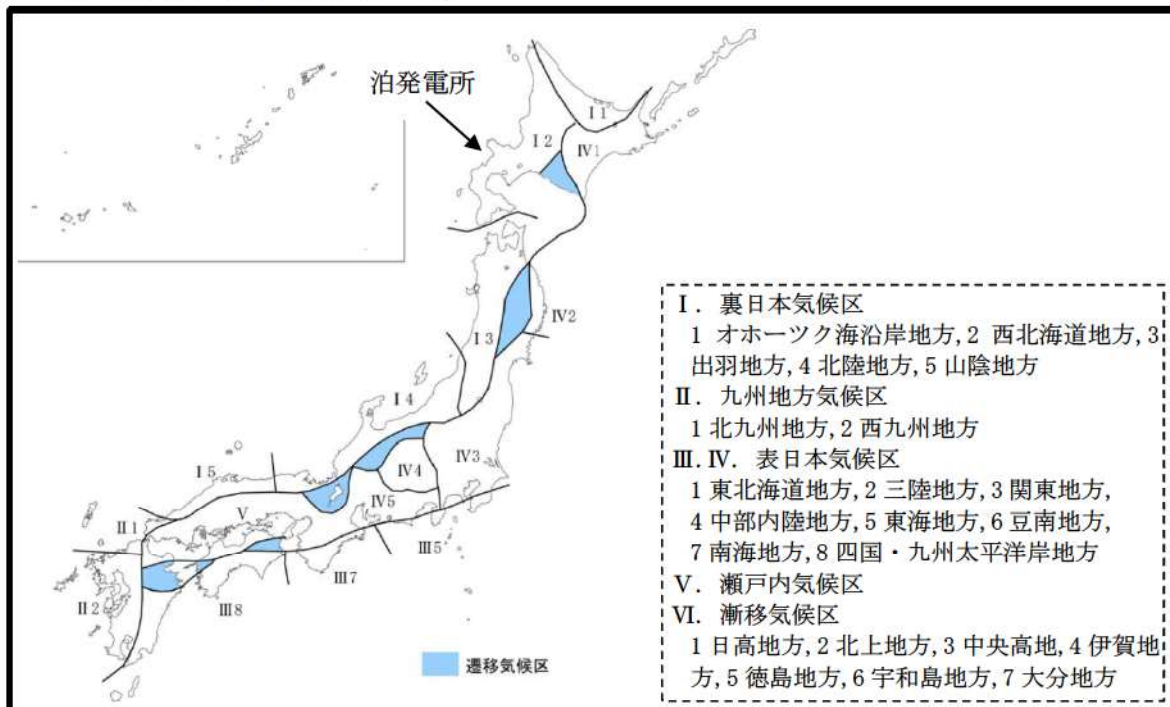 泊発電所
Ⅰ1
Ⅰ2
Ⅳ1
Ⅳ2
Ⅰ3
Ⅰ4
Ⅳ3
Ⅳ4
Ⅰ5
Ⅳ5
Ⅴ
Ⅱ1
Ⅲ5
Ⅲ7
Ⅱ2
Ⅲ8
遷移気候区
Ⅰ. 裏日本気候区
1 オホーツク海沿岸地方,2 西北海道地方,3
出羽地方,4 北陸地方,5 山陰地方
Ⅱ. 九州地方気候区
1 北九州地方,2 西九州地方
Ⅲ.Ⅳ. 表日本気候区
1 東北海道地方,2 三陸地方,3 関東地方,
4 中部内陸地方,5 東海地方,6 豆南地方,
7 南海地方,8 四国・九州太平洋岸地方
Ⅴ. 瀬戸内気候区
Ⅵ. 漸移気候区
1 日高地方,2 北上地方,3 中央高地,4 伊賀地
方,5 徳島地方,6 宇和島地方,7 大分地方